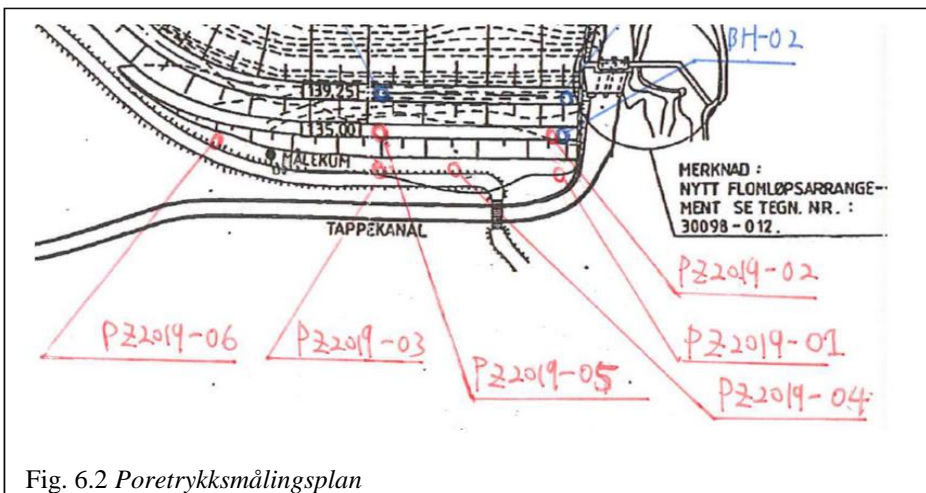 BH-02
139,25
135,00
MÅLEKUM
MERKNAD :
NYTT FLOMLØPSARRANGE-
MENT SE TEGN. NR. :
30098-012.
TAPPEKANAL
PZ2019-02
PZ2019-06
PZ2019-03
PZ2019-01
PZ2019-05
PZ2019-04
Fig. 6.2 Poretrykksmålingsplan